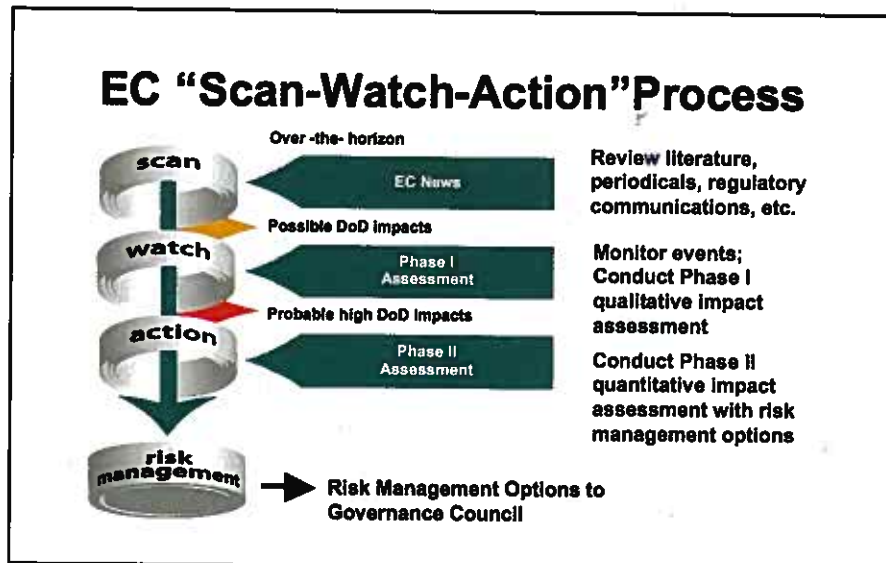 EC “Scan-Watch-Action”Process
Over -the- horizon
scan
EC News
Review literature,
periodicals, regulatory
communications, etc.
Possible DoD impacts
watch
Phase I
Assessment
Monitor events;
Conduct Phase I
qualitative impact
assessment
Probable high DoD impacts
action
Phase II
Assessment
Conduct Phase II
quantitative impact
assessment with risk
management options
risk
management
Risk Management Options to
Governance Council